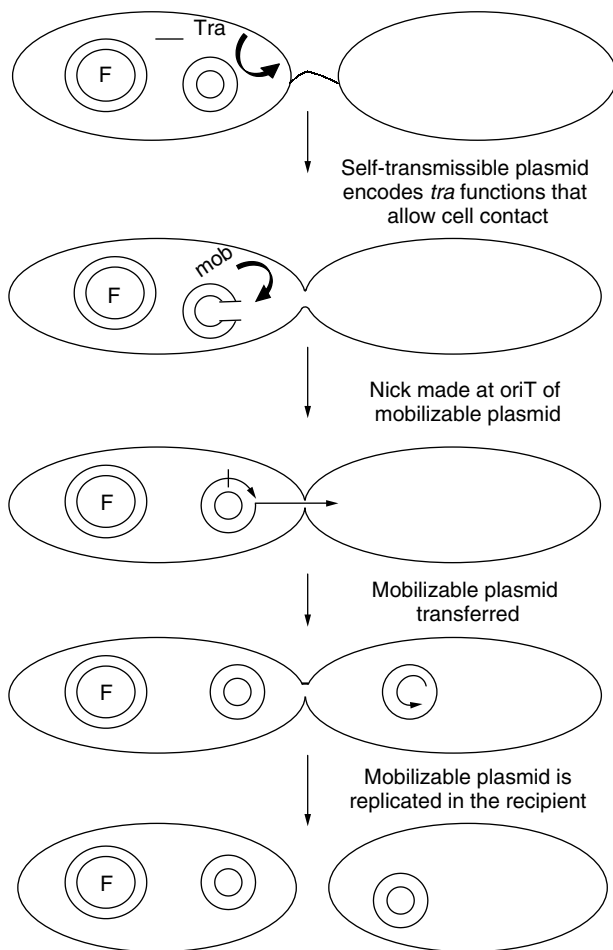 Tra
F
Self-transmissible plasmid
encodes tra functions that
allow cell contact
mob
F
Nick made at oriT of
mobilizable plasmid
F
Mobilizable plasmid
transferred
F
Mobilizable plasmid is
replicated in the recipient
F